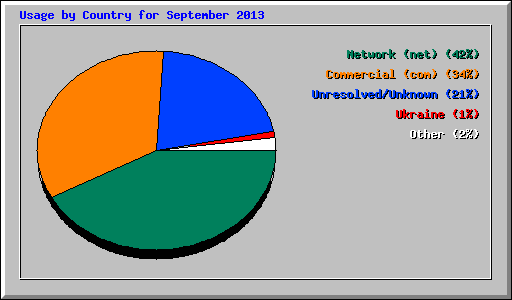 Usage by Country for September 2013
Network (net) (42%)
Commercial (com) (34%)
Unresolved/Unknown (21%)
Ukraine (1%)
Other (2%)